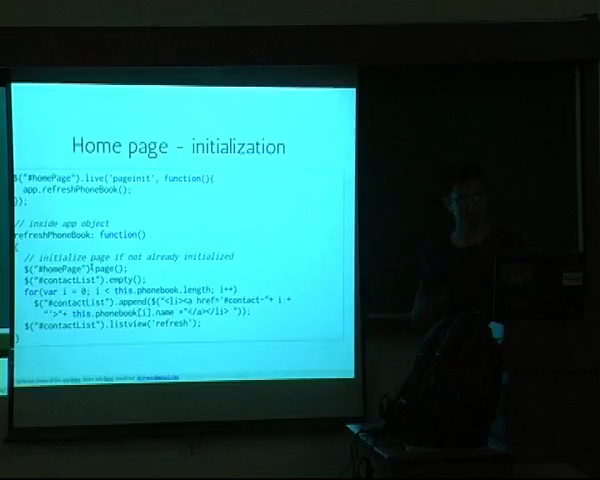 Home page - initialization
$("#homePage").live('pageinit', function(){
app.refreshPhoneBook();
});
// inside app object
refreshPhoneBook: function()
{
// initialize page if not already initialized
$("#homePage").page();
$("#contactList").empty();
for(var i = 0; i < this.phonebook.length; i++)
$("#contactList").append($("<li><a href='#contact-"+ i +
"'>"+ this.phonebook[i].name +"</a></li> "));
$("#contactList").listview('refresh');
}